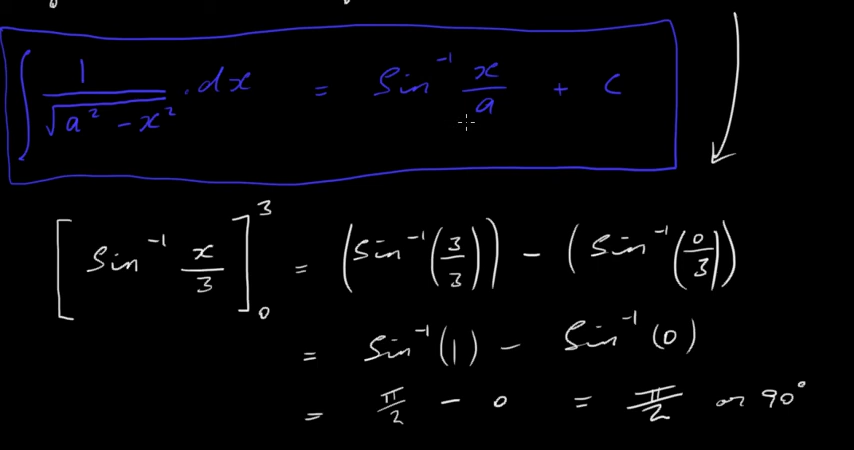 ∫ 1/√(a² − x²) . dx = Sin⁻¹ x/a + c
[Sin⁻¹ x/3]₀³ = (Sin⁻¹(3/3)) − (Sin⁻¹(0/3))
= Sin⁻¹(1) − Sin⁻¹(0)
= π/2 − 0 = π/2 or 90°